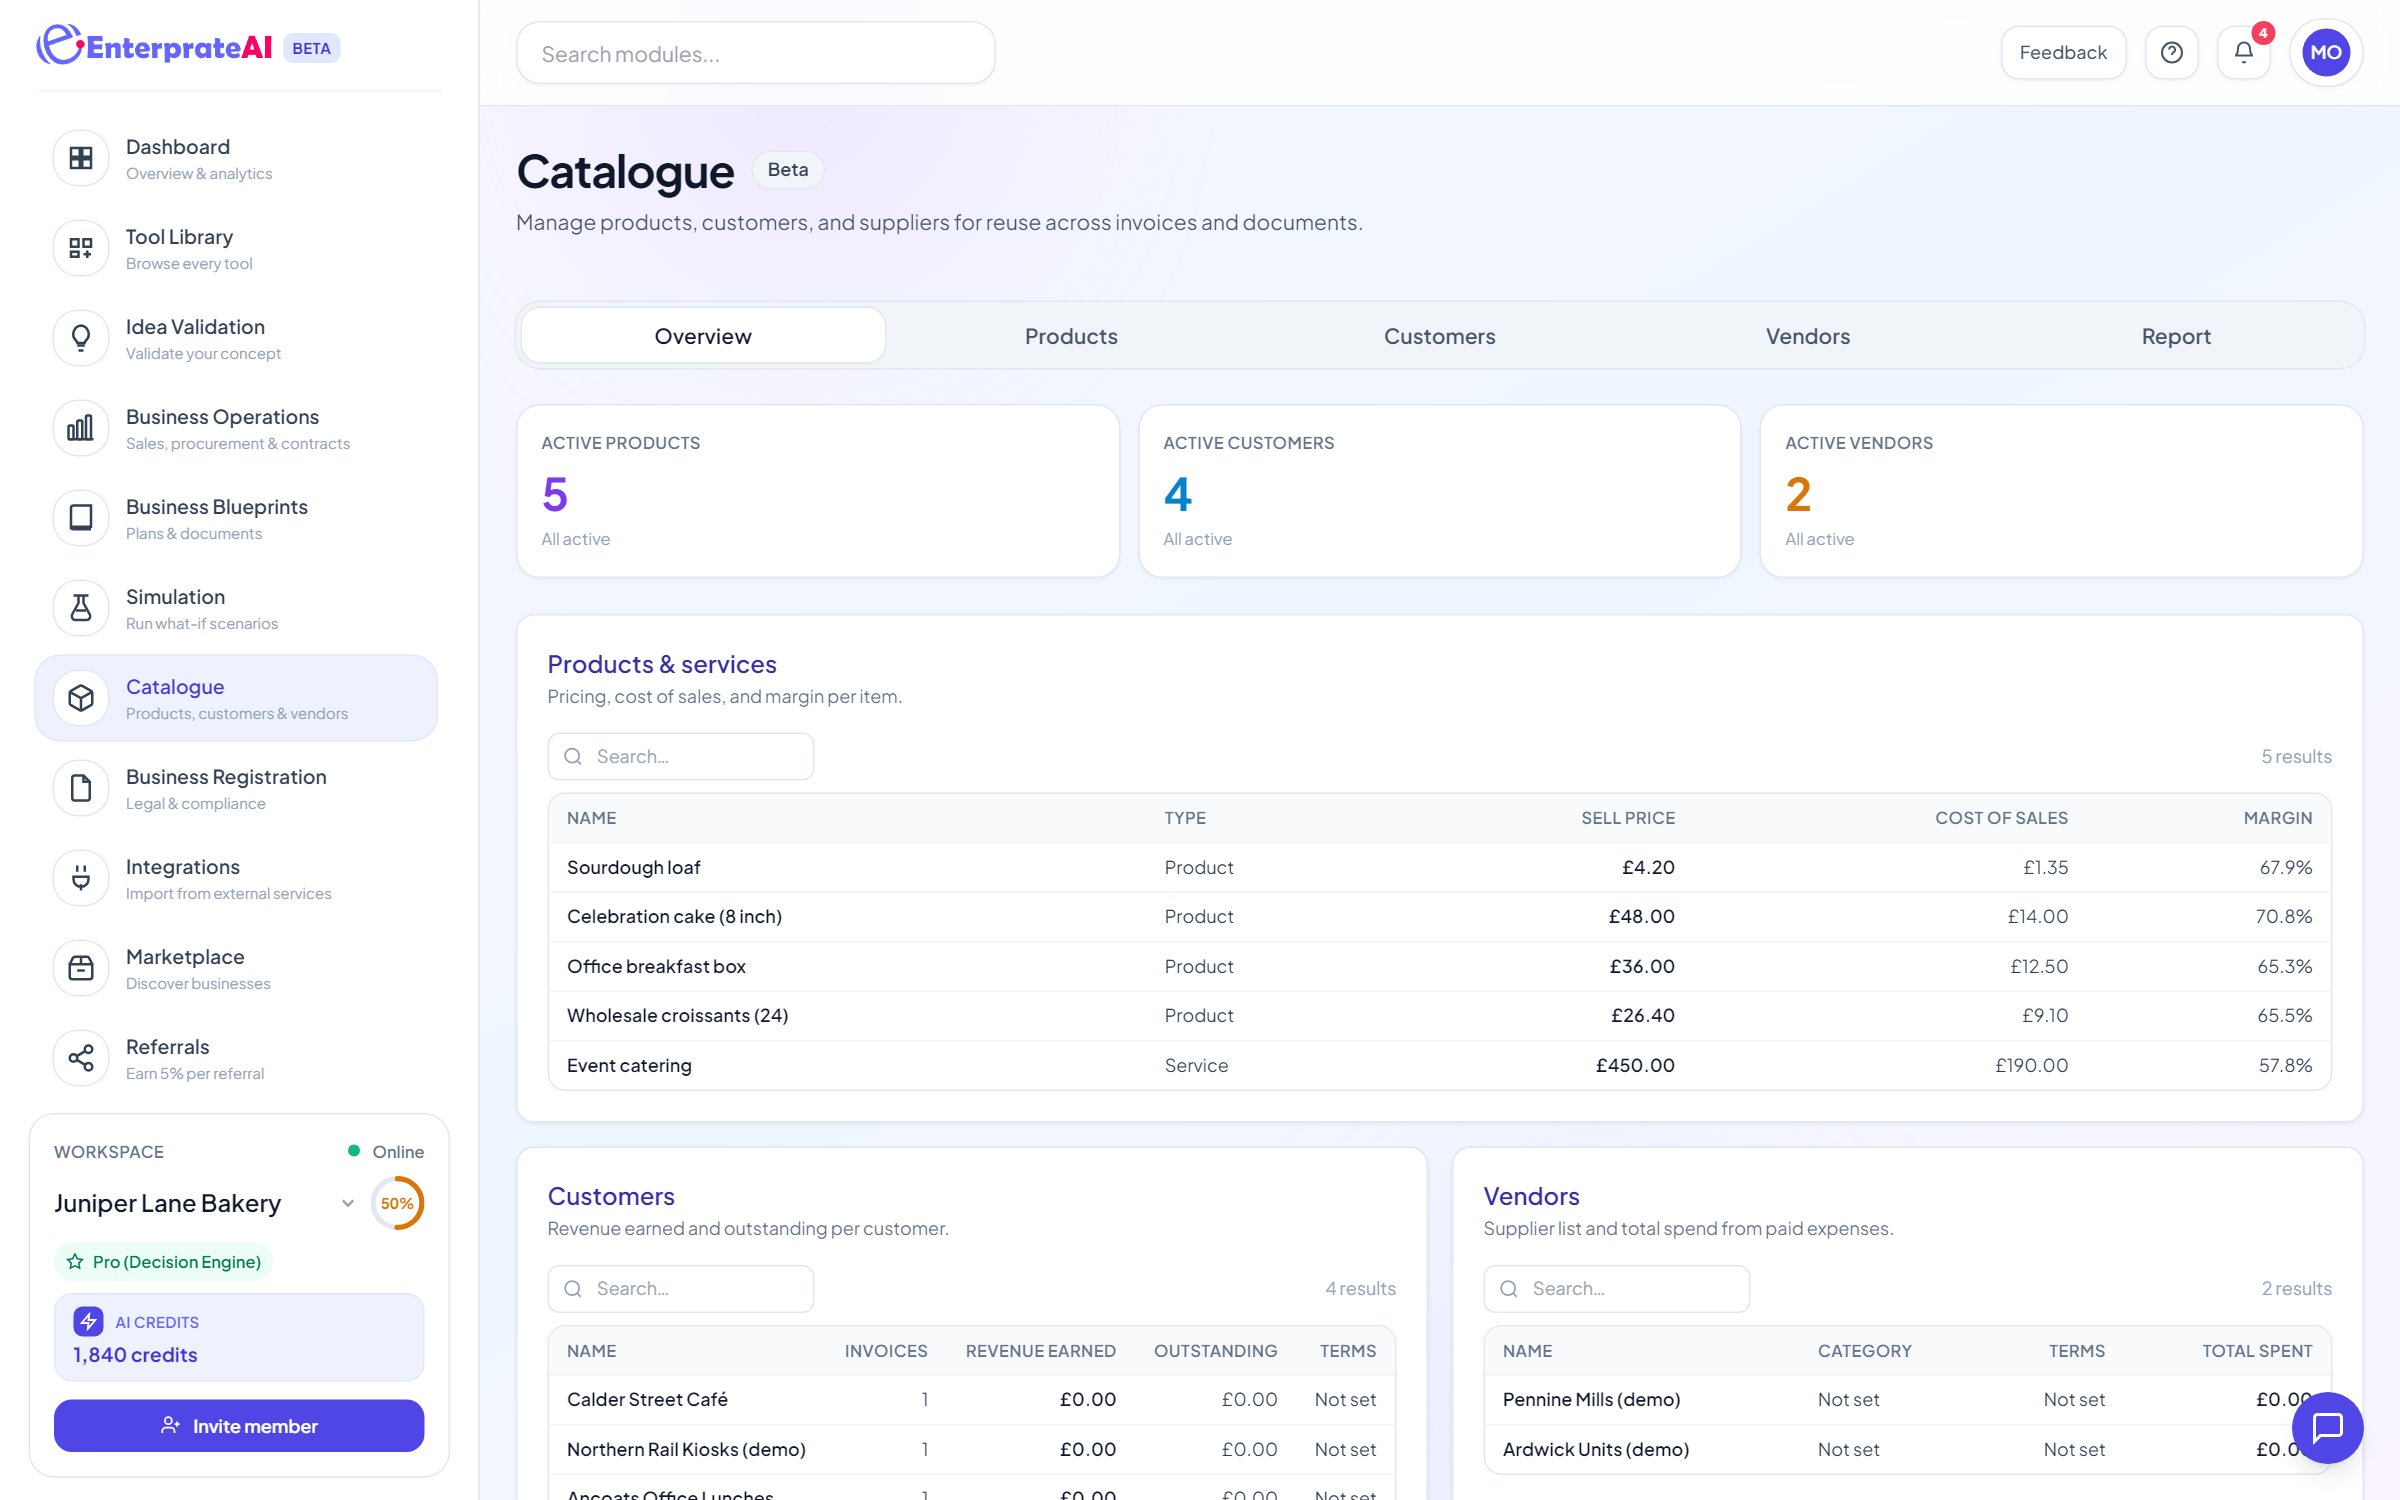 EnterprateAI BETA
Search modules...
Feedback
4
MO
Dashboard
Overview & analytics
Tool Library
Browse every tool
Idea Validation
Validate your concept
Business Operations
Sales, procurement & contracts
Business Blueprints
Plans & documents
Simulation
Run what-if scenarios
Catalogue
Products, customers & vendors
Business Registration
Legal & compliance
Integrations
Import from external services
Marketplace
Discover businesses
Referrals
Earn 5% per referral
WORKSPACE Online
Juniper Lane Bakery 50%
Pro (Decision Engine)
AI CREDITS
1,840 credits
Invite member
Catalogue Beta
Manage products, customers, and suppliers for reuse across invoices and documents.
Overview Products Customers Vendors Report
ACTIVE PRODUCTS
5
All active
ACTIVE CUSTOMERS
4
All active
ACTIVE VENDORS
2
All active
Products & services
Pricing, cost of sales, and margin per item.
Search... 5 results
NAME TYPE SELL PRICE COST OF SALES MARGIN
Sourdough loaf Product £4.20 £1.35 67.9%
Celebration cake (8 inch) Product £48.00 £14.00 70.8%
Office breakfast box Product £36.00 £12.50 65.3%
Wholesale croissants (24) Product £26.40 £9.10 65.5%
Event catering Service £450.00 £190.00 57.8%
Customers
Revenue earned and outstanding per customer.
Search... 4 results
NAME INVOICES REVENUE EARNED OUTSTANDING TERMS
Calder Street Café 1 £0.00 £0.00 Not set
Northern Rail Kiosks (demo) 1 £0.00 £0.00 Not set
Ancoats Office Lunches 1 £0.00 £0.00 Not set
Vendors
Supplier list and total spend from paid expenses.
Search... 2 results
NAME CATEGORY TERMS TOTAL SPENT
Pennine Mills (demo) Not set Not set £0.00
Ardwick Units (demo) Not set Not set